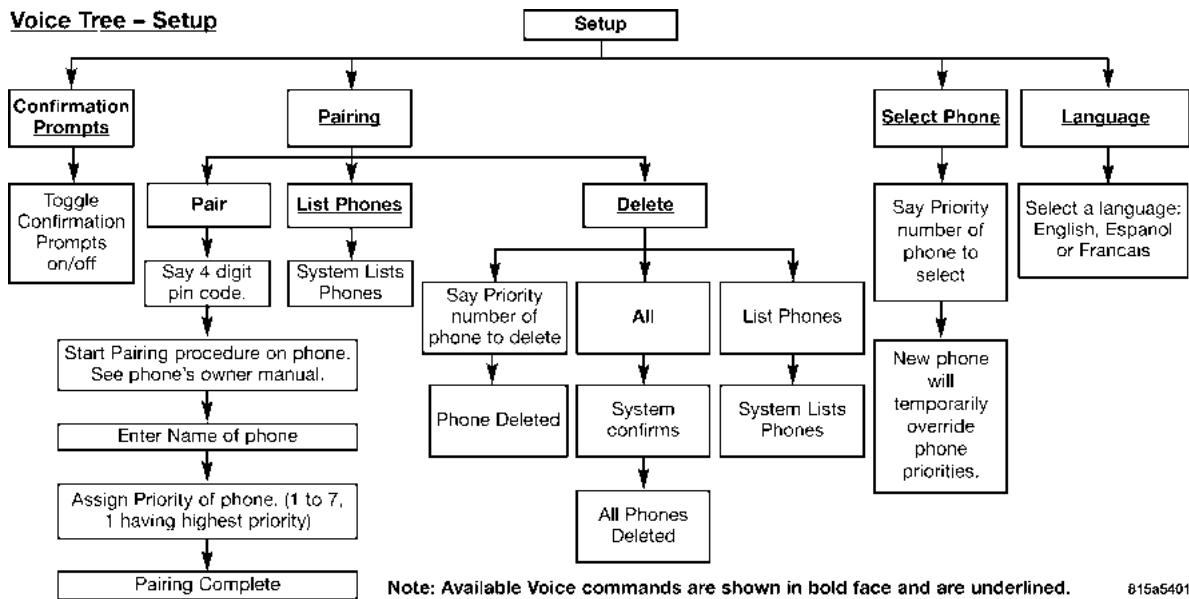 Voice Tree – Setup
Setup
Confirmation
Prompts
Pairing
Select Phone
Language
Toggle
Confirmation
Prompts
on/off
Pair
List Phones
Delete
Say Priority
number of
phone to
select
Select a language:
English, Espanol
or Francais
Say 4 digit
pin code.
System Lists
Phones
Say Priority
number of
phone to delete
All
List Phones
Start Pairing procedure on phone.
See phone's owner manual.
New phone
will
temporarily
override
phone
priorities.
Phone Deleted
System
confirms
System Lists
Phones
Enter Name of phone
Assign Priority of phone. (1 to 7,
1 having highest priority)
All Phones
Deleted
Pairing Complete
Note: Available Voice commands are shown in bold face and are underlined.
815a5401